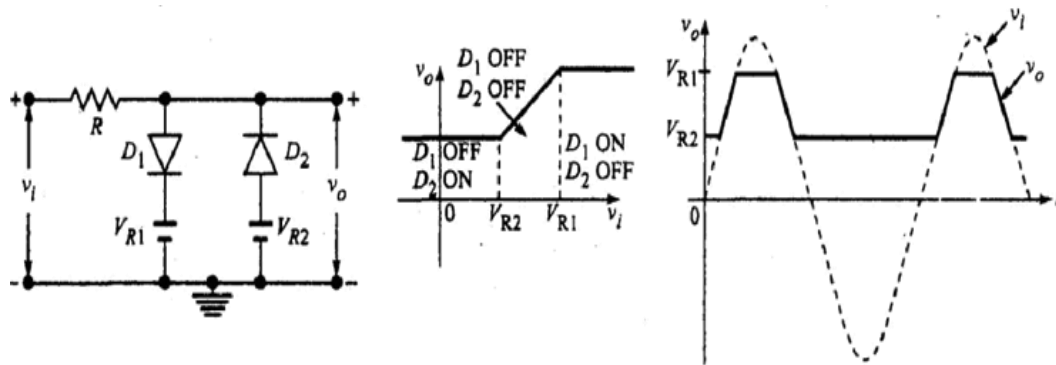 +
R
+
D1
D2
vi
vo
VR1
VR2
-
-
vo
D1 OFF
D2 OFF
D1 OFF
D2 ON
D1 ON
D2 OFF
0
VR2
VR1
vi
vo
vi
VR1
vo
VR2
0